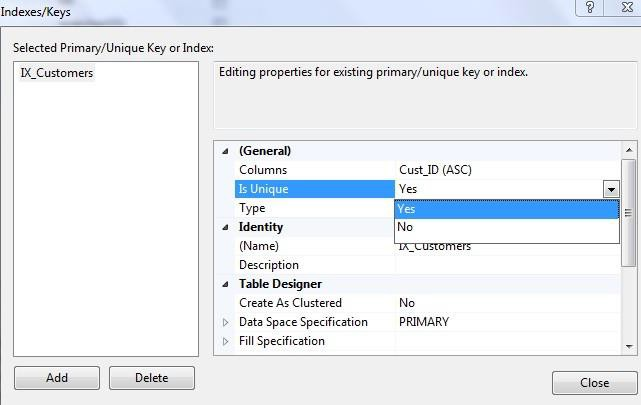 Indexes/Keys
Selected Primary/Unique Key or Index:
IX_Customers
Editing properties for existing primary/unique key or index.
(General)
Columns Cust_ID (ASC)
Is Unique Yes
Type Yes
No
Identity
(Name) IX_Customers
Description
Table Designer
Create As Clustered No
Data Space Specification PRIMARY
Fill Specification
Add Delete Close